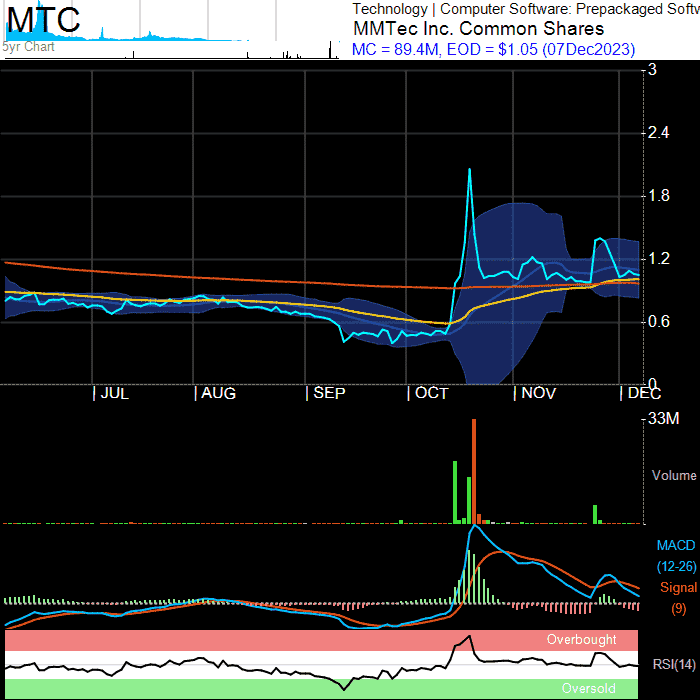 MTC
5yr Chart
Technology | Computer Software: Prepackaged Softw
MMTec Inc. Common Shares
MC = 89.4M, EOD = $1.05 (07Dec2023)
3
2.4
1.8
1.2
0.6
0
JUL
AUG
SEP
OCT
NOV
DEC
33M
Volume
MACD
(12-26)
Signal
(9)
Overbought
RSI(14)
Oversold